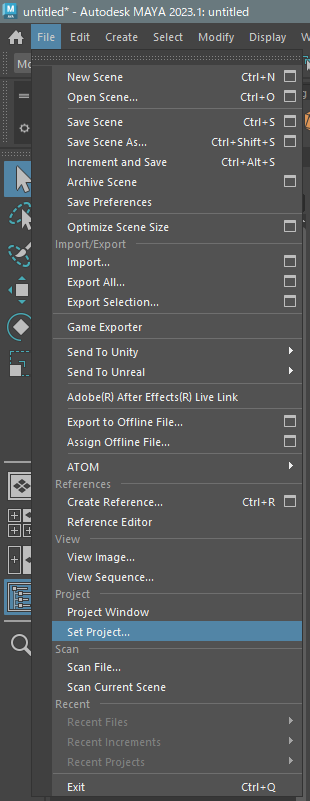 untitled* - Autodesk MAYA 2023.1: untitled
File Edit Create Select Modify Display
New Scene Ctrl+N
Open Scene... Ctrl+O
Save Scene Ctrl+S
Save Scene As... Ctrl+Shift+S
Increment and Save Ctrl+Alt+S
Archive Scene
Save Preferences
Optimize Scene Size
Import/Export
Import...
Export All...
Export Selection...
Game Exporter
Send To Unity
Send To Unreal
Adobe(R) After Effects(R) Live Link
Export to Offline File...
Assign Offline File...
ATOM
References
Create Reference... Ctrl+R
Reference Editor
View
View Image...
View Sequence...
Project
Project Window
Set Project...
Scan
Scan File...
Scan Current Scene
Recent
Recent Files
Recent Increments
Recent Projects
Exit Ctrl+Q